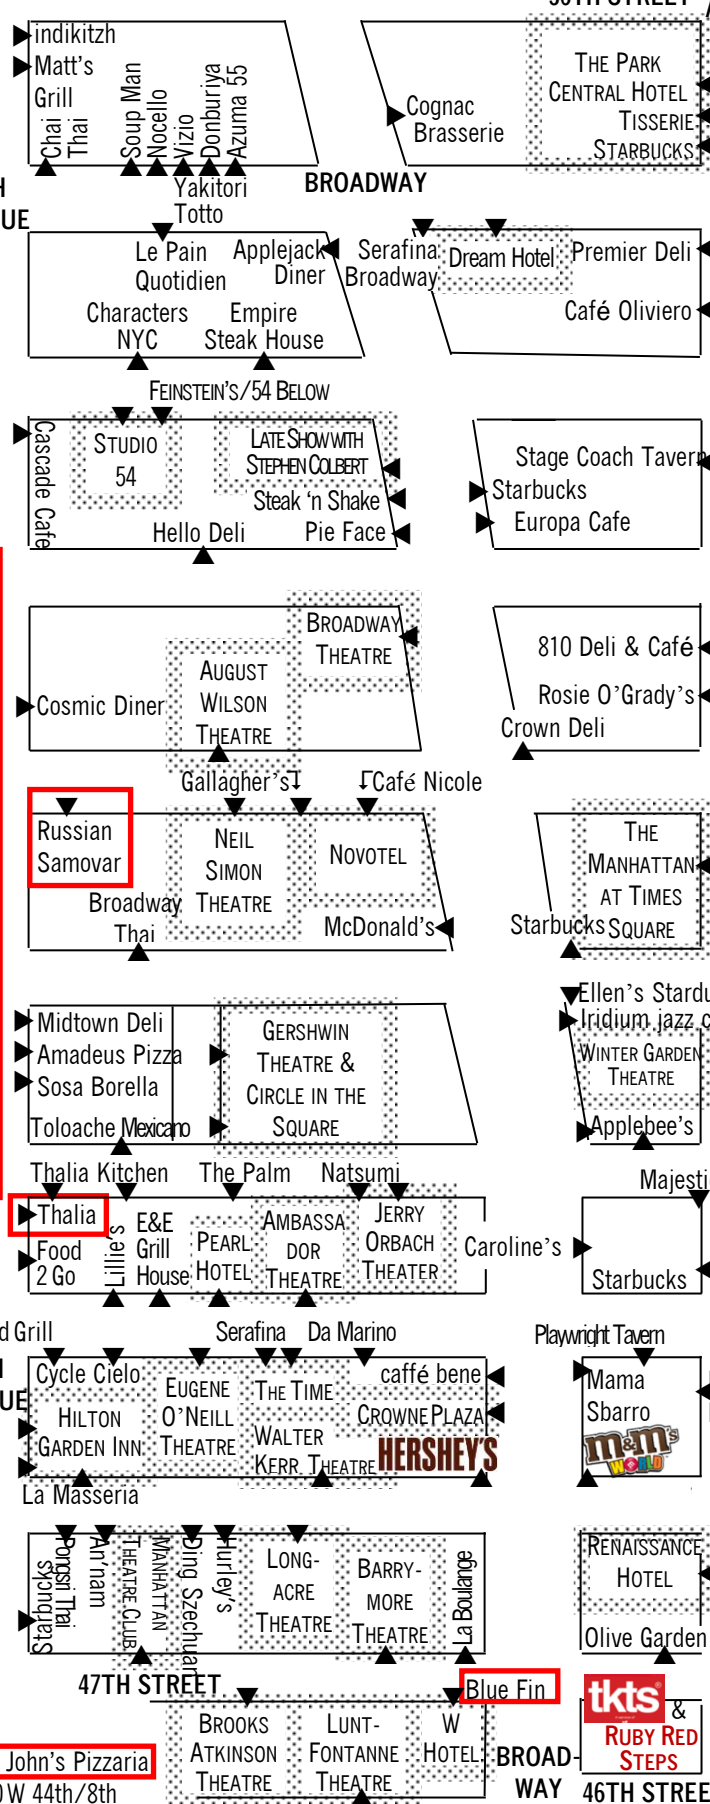 indikitzh
Matt's
Grill
Chai
Thai
Soup Man
Nocello
Vizio
Donburiya
Azuma 55
Yakitori
Totto
Cognac
Brasserie
THE PARK
CENTRAL HOTEL
TISSERIE
STARBUCKS
BROADWAY
UE
Le Pain
Quotidien
Applejack
Diner
Characters
NYC
Empire
Steak House
Serafina
Broadway
Dream Hotel
Premier Deli
Café Oliviero
FEINSTEIN'S/54 BELOW
Cascade Cafe
STUDIO
54
LATE SHOW WITH
STEPHEN COLBERT
Steak 'n Shake
Hello Deli
Pie Face
Stage Coach Tavern
Starbucks
Europa Cafe
BROADWAY
THEATRE
AUGUST
WILSON
THEATRE
Cosmic Diner
810 Deli & Café
Rosie O'Grady's
Crown Deli
Gallagher's
Café Nicole
Russian
Samovar
NEIL
SIMON
THEATRE
NOVOTEL
Broadway
Thai
McDonald's
THE
MANHATTAN
AT TIMES
SQUARE
Starbucks
Midtown Deli
Amadeus Pizza
Sosa Borella
Toloache Mexicano
GERSHWIN
THEATRE &
CIRCLE IN THE
SQUARE
Ellen's Stardu
Iridium jazz c
WINTER GARDEN
THEATRE
Applebee's
Thalia Kitchen
The Palm
Natsumi
Majesti
Thalia
Food
2 Go
Lillie's
E&E
Grill
House
PEARL
HOTEL
AMBASSA
DOR
THEATRE
JERRY
ORBACH
THEATER
Caroline's
Starbucks
d Grill
Serafina
Da Marino
Playwright Tavern
UE
Cycle Cielo
HILTON
GARDEN INN
EUGENE
O'NEILL
THEATRE
THE TIME
WALTER
KERR THEATRE
caffé bene
CROWNE PLAZA
HERSHEY'S
Mama
Sbarro
m&m's
WORLD
La Masseria
Starbucks
Pongsri Thai
An'nam
MANHATTAN
THEATRE CLUB
Ding Szechuan
Hurley's
LONG-
ACRE
THEATRE
BARRY-
MORE
THEATRE
La Boulange
RENAISSANCE
HOTEL
Olive Garden
47TH STREET
Blue Fin
BROOKS
ATKINSON
THEATRE
LUNT-
FONTANNE
THEATRE
W
HOTEL
BROAD-
WAY
tkts
&
RUBY RED
STEPS
John's Pizzaria
W 44th/8th
46TH STREE